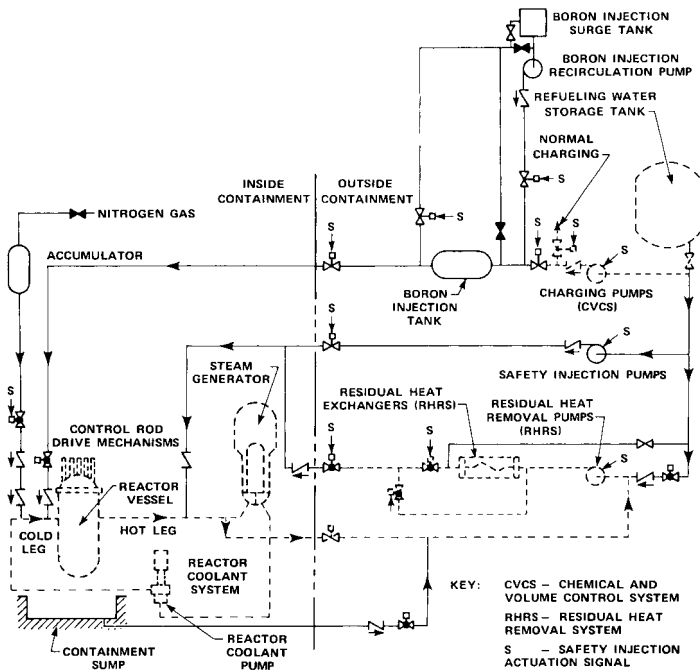 BORON INJECTION
SURGE TANK
BORON INJECTION
RECIRCULATION PUMP
REFUELING WATER
STORAGE TANK
NORMAL
CHARGING
S
S
S
S
S
INSIDE
CONTAINMENT
OUTSIDE
CONTAINMENT
NITROGEN GAS
S
S
ACCUMULATOR
BORON
INJECTION
TANK
CHARGING PUMPS
(CVCS)
S
S
STEAM
GENERATOR
SAFETY INJECTION PUMPS
S
RESIDUAL HEAT
EXCHANGERS (RHRS)
RESIDUAL HEAT
REMOVAL PUMPS
(RHRS)
S
S
S
S
CONTROL ROD
DRIVE MECHANISMS
REACTOR
VESSEL
COLD
LEG
HOT LEG
REACTOR
COOLANT
SYSTEM
REACTOR
COOLANT
PUMP
CONTAINMENT
SUMP
KEY:
CVCS – CHEMICAL AND
VOLUME CONTROL SYSTEM
RHRS – RESIDUAL HEAT
REMOVAL SYSTEM
S – SAFETY INJECTION
ACTUATION SIGNAL